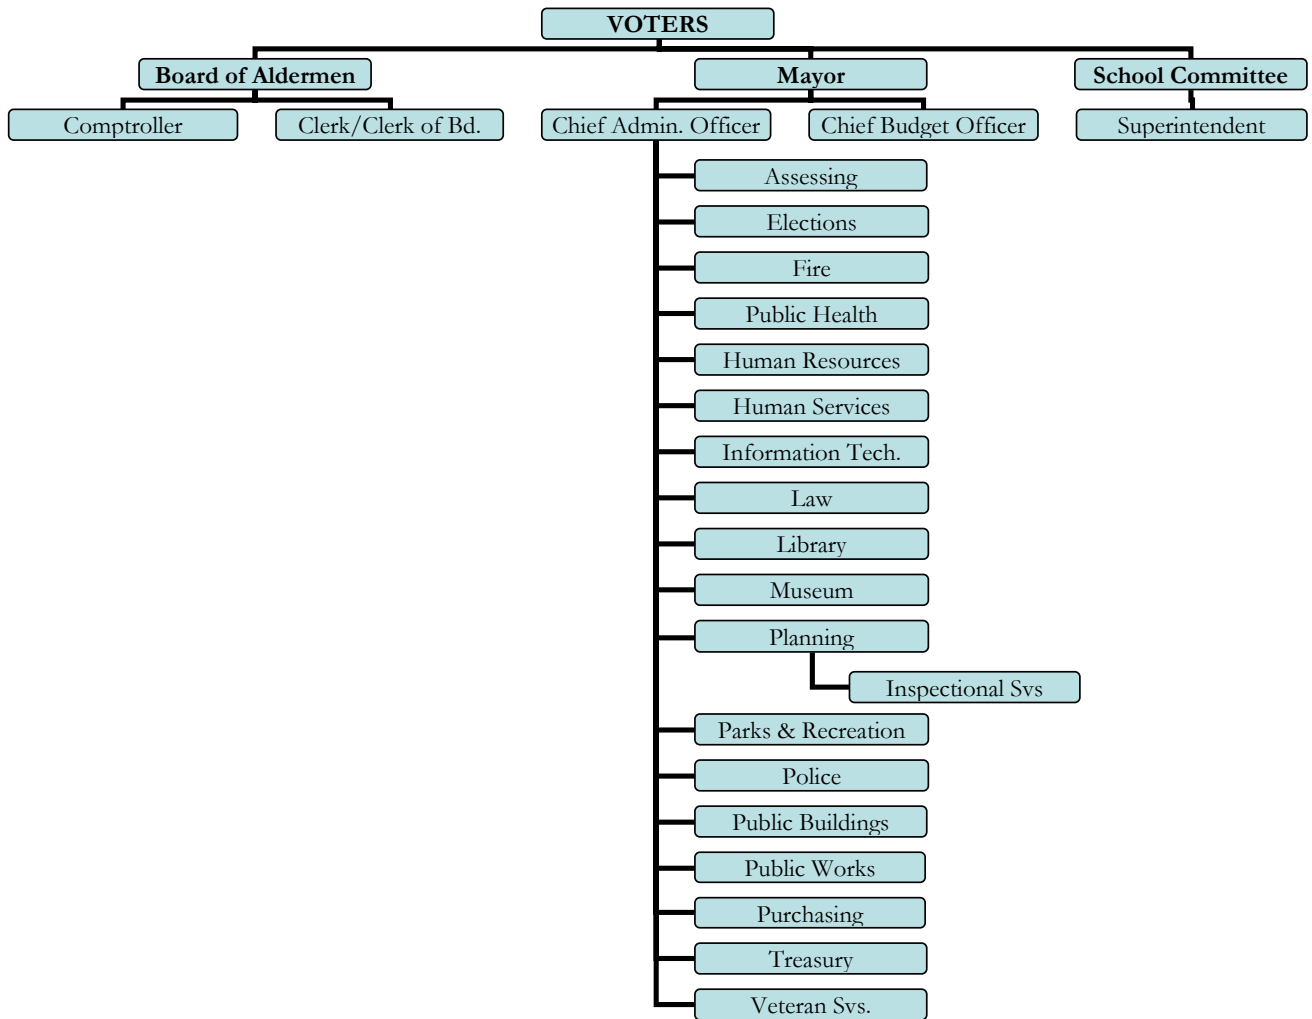 VOTERS
Board of Aldermen
Mayor
School Committee
Comptroller
Clerk/Clerk of Bd.
Chief Admin. Officer
Chief Budget Officer
Superintendent
Assessing
Elections
Fire
Public Health
Human Resources
Human Services
Information Tech.
Law
Library
Museum
Planning
Inspectional Svs
Parks & Recreation
Police
Public Buildings
Public Works
Purchasing
Treasury
Veteran Svs.